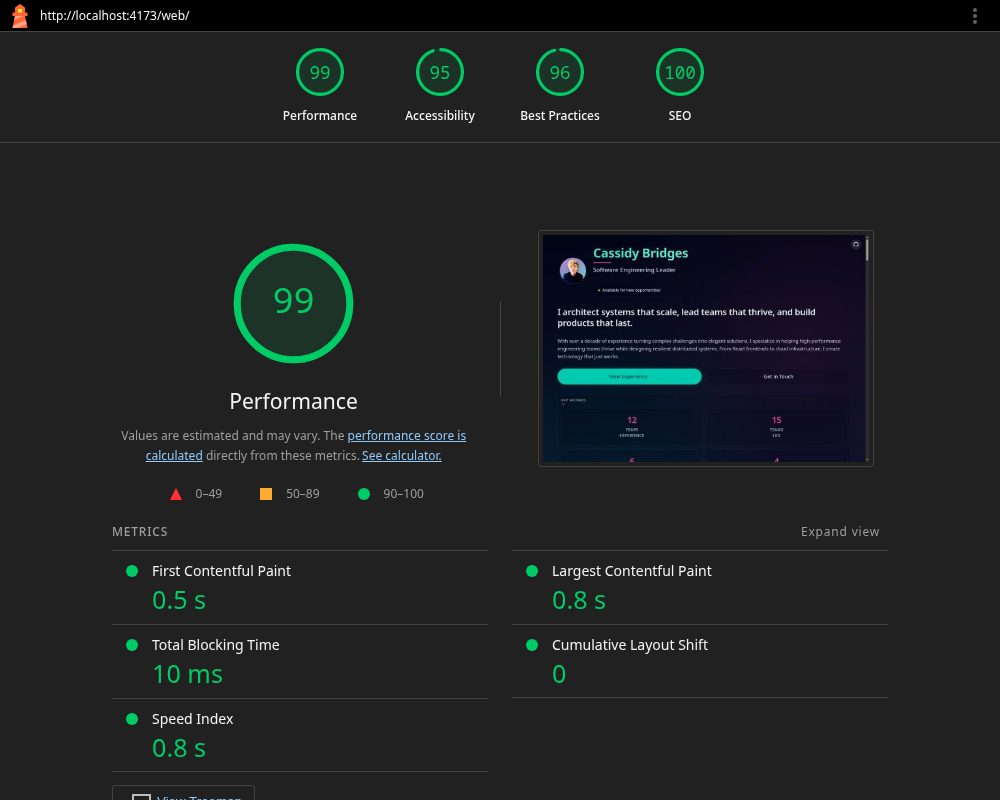 http://localhost:4173/web/
99
95
96
100
Performance
Accessibility
Best Practices
SEO
99
Performance
Values are estimated and may vary. The performance score is
calculated directly from these metrics. See calculator.
0–49
50–89
90–100
Cassidy Bridges
Software Engineering Leader
Available for new opportunities
I architect systems that scale, lead teams that thrive, and build
products that last.
With over a decade of experience turning complex challenges into elegant solutions, I specialize in helping high-performance
engineering teams thrive while designing resilient distributed systems. From React frontends to cloud infrastructure, I create
technology that just works.
View Experience
Get in Touch
KEY METRICS
12
YEARS
EXPERIENCE
15
TEAMS
LED
METRICS
Expand view
First Contentful Paint
0.5 s
Largest Contentful Paint
0.8 s
Total Blocking Time
10 ms
Cumulative Layout Shift
0
Speed Index
0.8 s
View Treemap